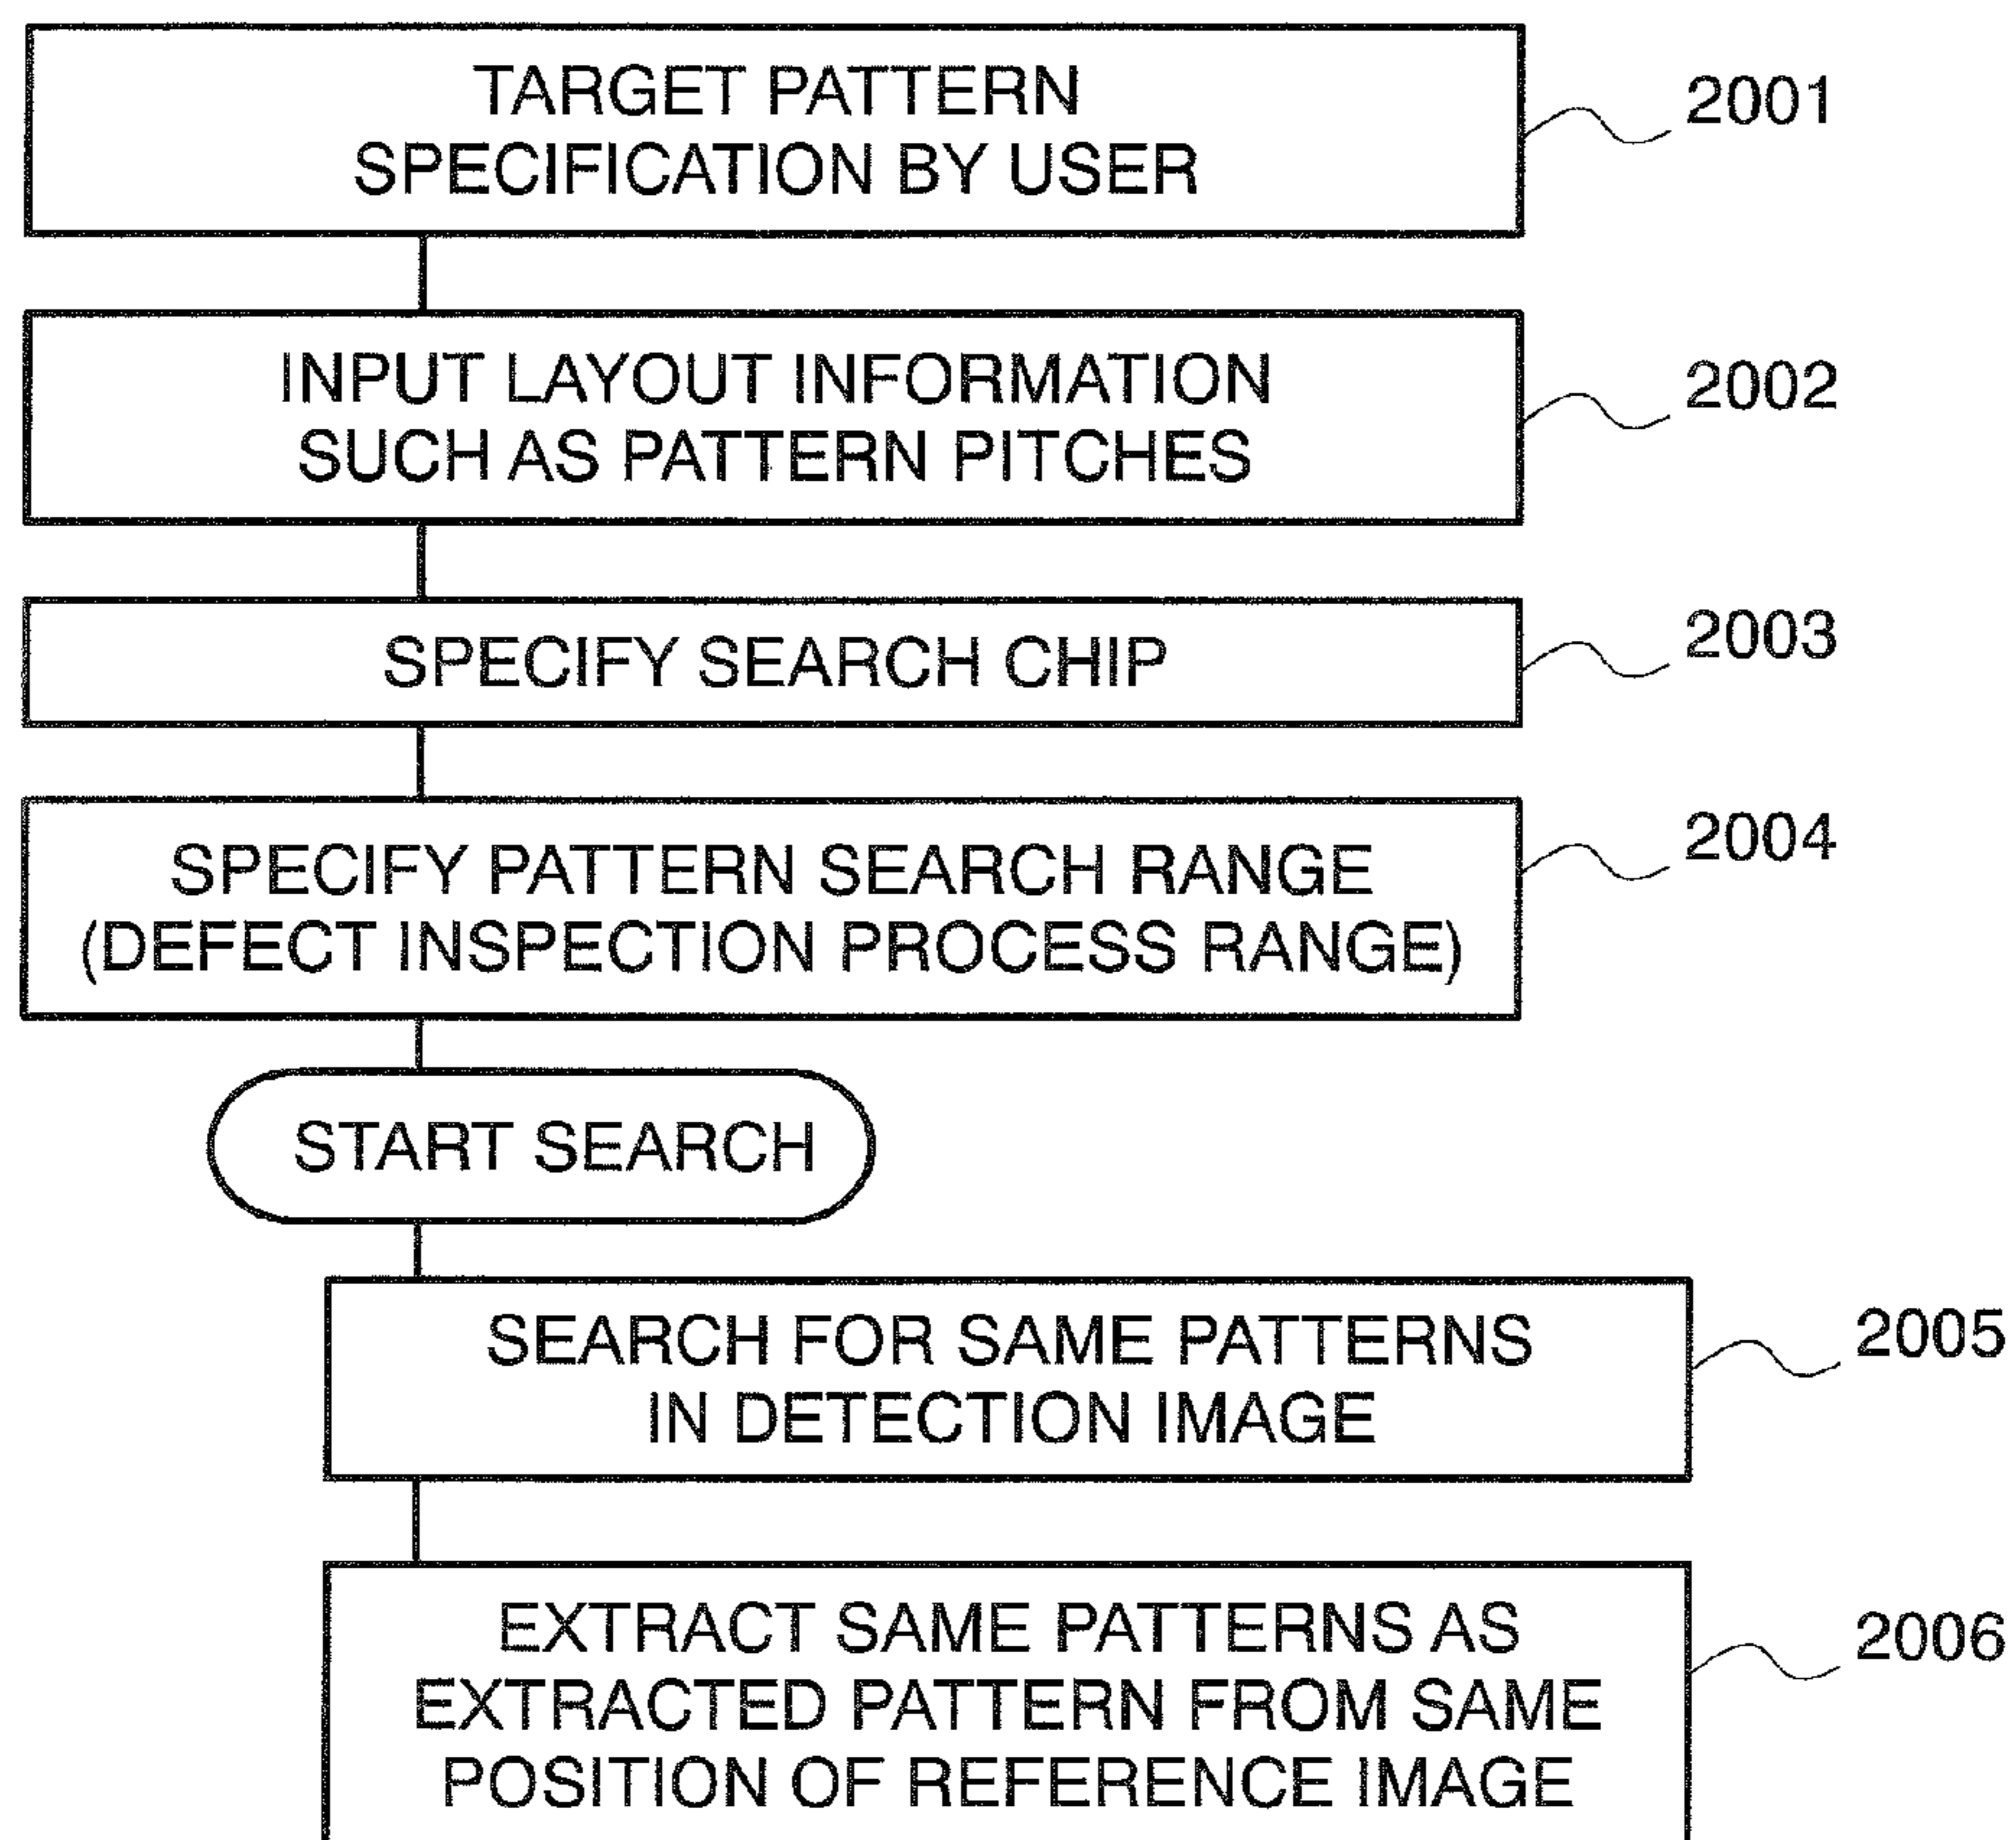 TARGET PATTERN
SPECIFICATION BY USER
2001
INPUT LAYOUT INFORMATION
SUCH AS PATTERN PITCHES
2002
SPECIFY SEARCH CHIP
2003
SPECIFY PATTERN SEARCH RANGE
(DEFECT INSPECTION PROCESS RANGE)
2004
START SEARCH
SEARCH FOR SAME PATTERNS
IN DETECTION IMAGE
2005
EXTRACT SAME PATTERNS AS
EXTRACTED PATTERN FROM SAME
POSITION OF REFERENCE IMAGE
2006